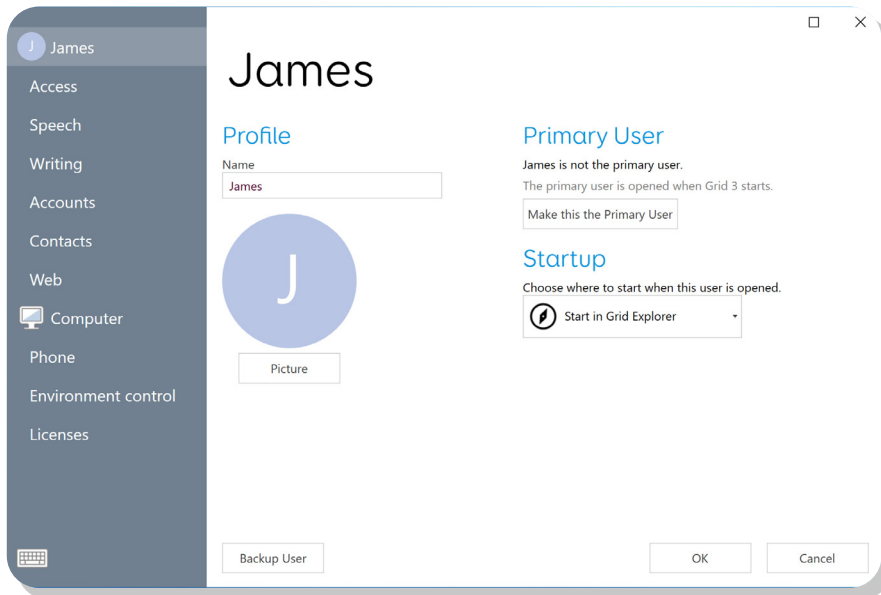 J James
Access
Speech
Writing
Accounts
Contacts
Web
Computer
Phone
Environment control
Licenses
James
Profile
Name
James
J
Picture
Primary User
James is not the primary user.
The primary user is opened when Grid 3 starts.
Make this the Primary User
Startup
Choose where to start when this user is opened.
Start in Grid Explorer
Backup User
OK
Cancel